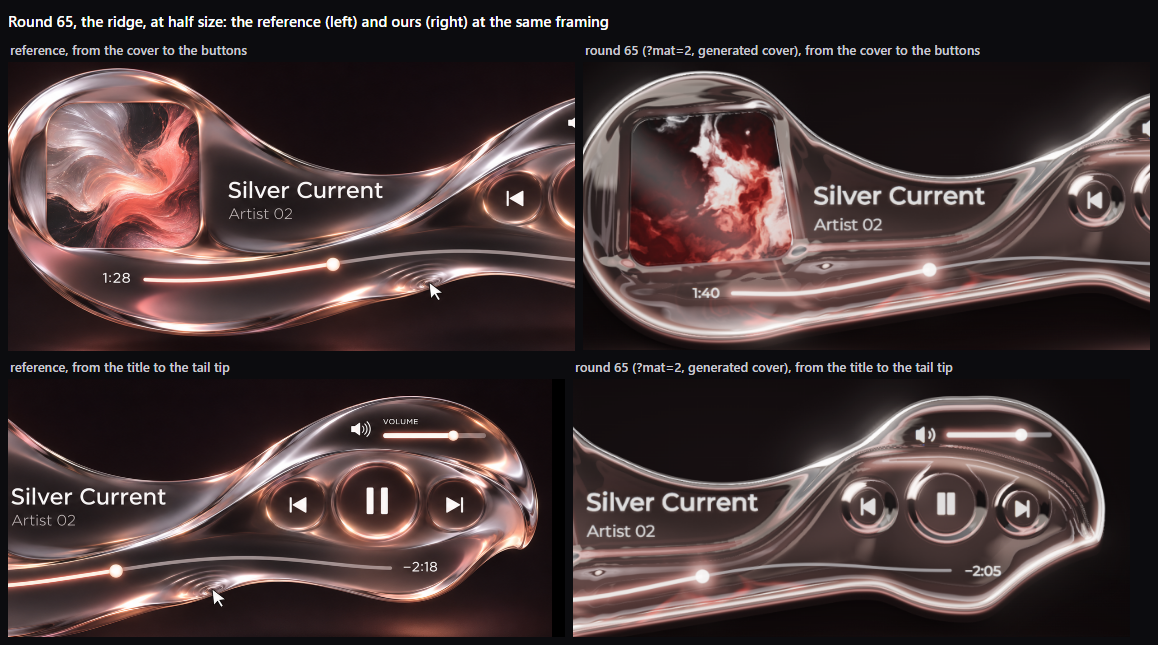 Round 65, the ridge, at half size: the reference (left) and ours (right) at the same framing
reference, from the cover to the buttons
round 65 (?mat=2, generated cover), from the cover to the buttons
Silver Current
Artist 02
1:28
Silver Current
Artist 02
1:40
reference, from the title to the tail tip
round 65 (?mat=2, generated cover), from the title to the tail tip
VOLUME
Silver Current
Artist 02
−2:18
Silver Current
Artist 02
−2:05